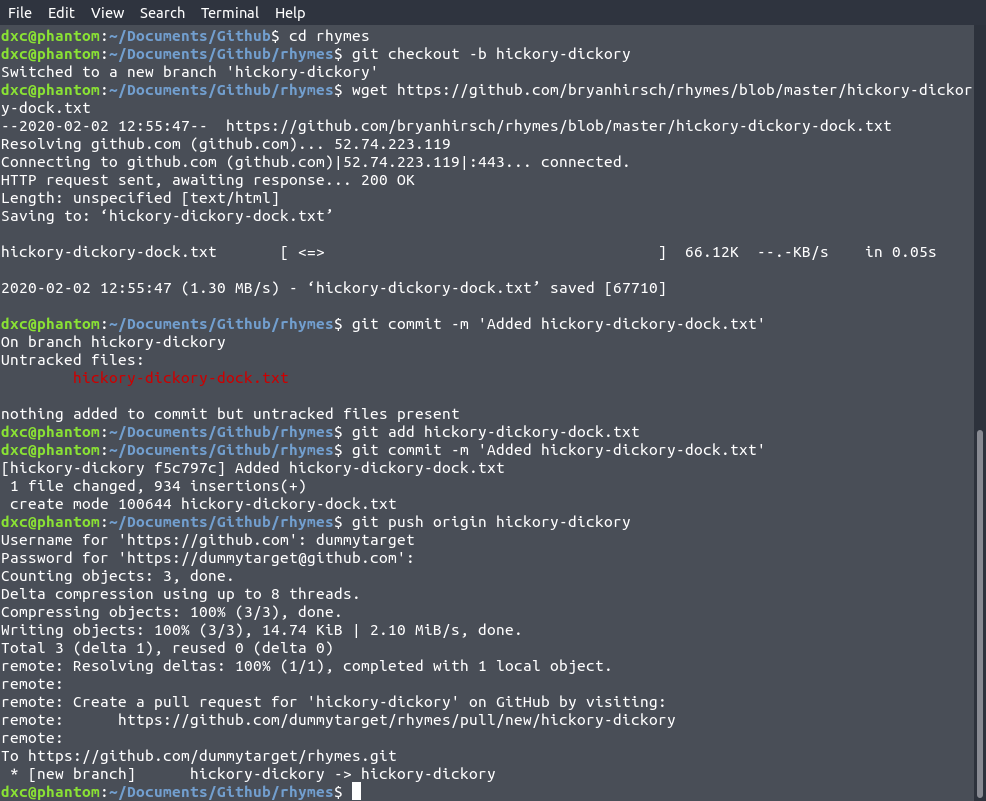 File Edit View Search Terminal Help
dxc@phantom:~/Documents/Github$ cd rhymes
dxc@phantom:~/Documents/Github/rhymes$ git checkout -b hickory-dickory
Switched to a new branch 'hickory-dickory'
dxc@phantom:~/Documents/Github/rhymes$ wget https://github.com/bryanhirsch/rhymes/blob/master/hickory-dickor
y-dock.txt
--2020-02-02 12:55:47--  https://github.com/bryanhirsch/rhymes/blob/master/hickory-dickory-dock.txt
Resolving github.com (github.com)... 52.74.223.119
Connecting to github.com (github.com)|52.74.223.119|:443... connected.
HTTP request sent, awaiting response... 200 OK
Length: unspecified [text/html]
Saving to: ‘hickory-dickory-dock.txt’
hickory-dickory-dock.txt       [ <=>                                     ]  66.12K  --.-KB/s    in 0.05s
2020-02-02 12:55:47 (1.30 MB/s) - ‘hickory-dickory-dock.txt’ saved [67710]
dxc@phantom:~/Documents/Github/rhymes$ git commit -m 'Added hickory-dickory-dock.txt'
On branch hickory-dickory
Untracked files:
        hickory-dickory-dock.txt
nothing added to commit but untracked files present
dxc@phantom:~/Documents/Github/rhymes$ git add hickory-dickory-dock.txt
dxc@phantom:~/Documents/Github/rhymes$ git commit -m 'Added hickory-dickory-dock.txt'
[hickory-dickory f5c797c] Added hickory-dickory-dock.txt
 1 file changed, 934 insertions(+)
 create mode 100644 hickory-dickory-dock.txt
dxc@phantom:~/Documents/Github/rhymes$ git push origin hickory-dickory
Username for 'https://github.com': dummytarget
Password for 'https://dummytarget@github.com':
Counting objects: 3, done.
Delta compression using up to 8 threads.
Compressing objects: 100% (3/3), done.
Writing objects: 100% (3/3), 14.74 KiB | 2.10 MiB/s, done.
Total 3 (delta 1), reused 0 (delta 0)
remote: Resolving deltas: 100% (1/1), completed with 1 local object.
remote:
remote: Create a pull request for 'hickory-dickory' on GitHub by visiting:
remote:      https://github.com/dummytarget/rhymes/pull/new/hickory-dickory
remote:
To https://github.com/dummytarget/rhymes.git
 * [new branch]      hickory-dickory -> hickory-dickory
dxc@phantom:~/Documents/Github/rhymes$